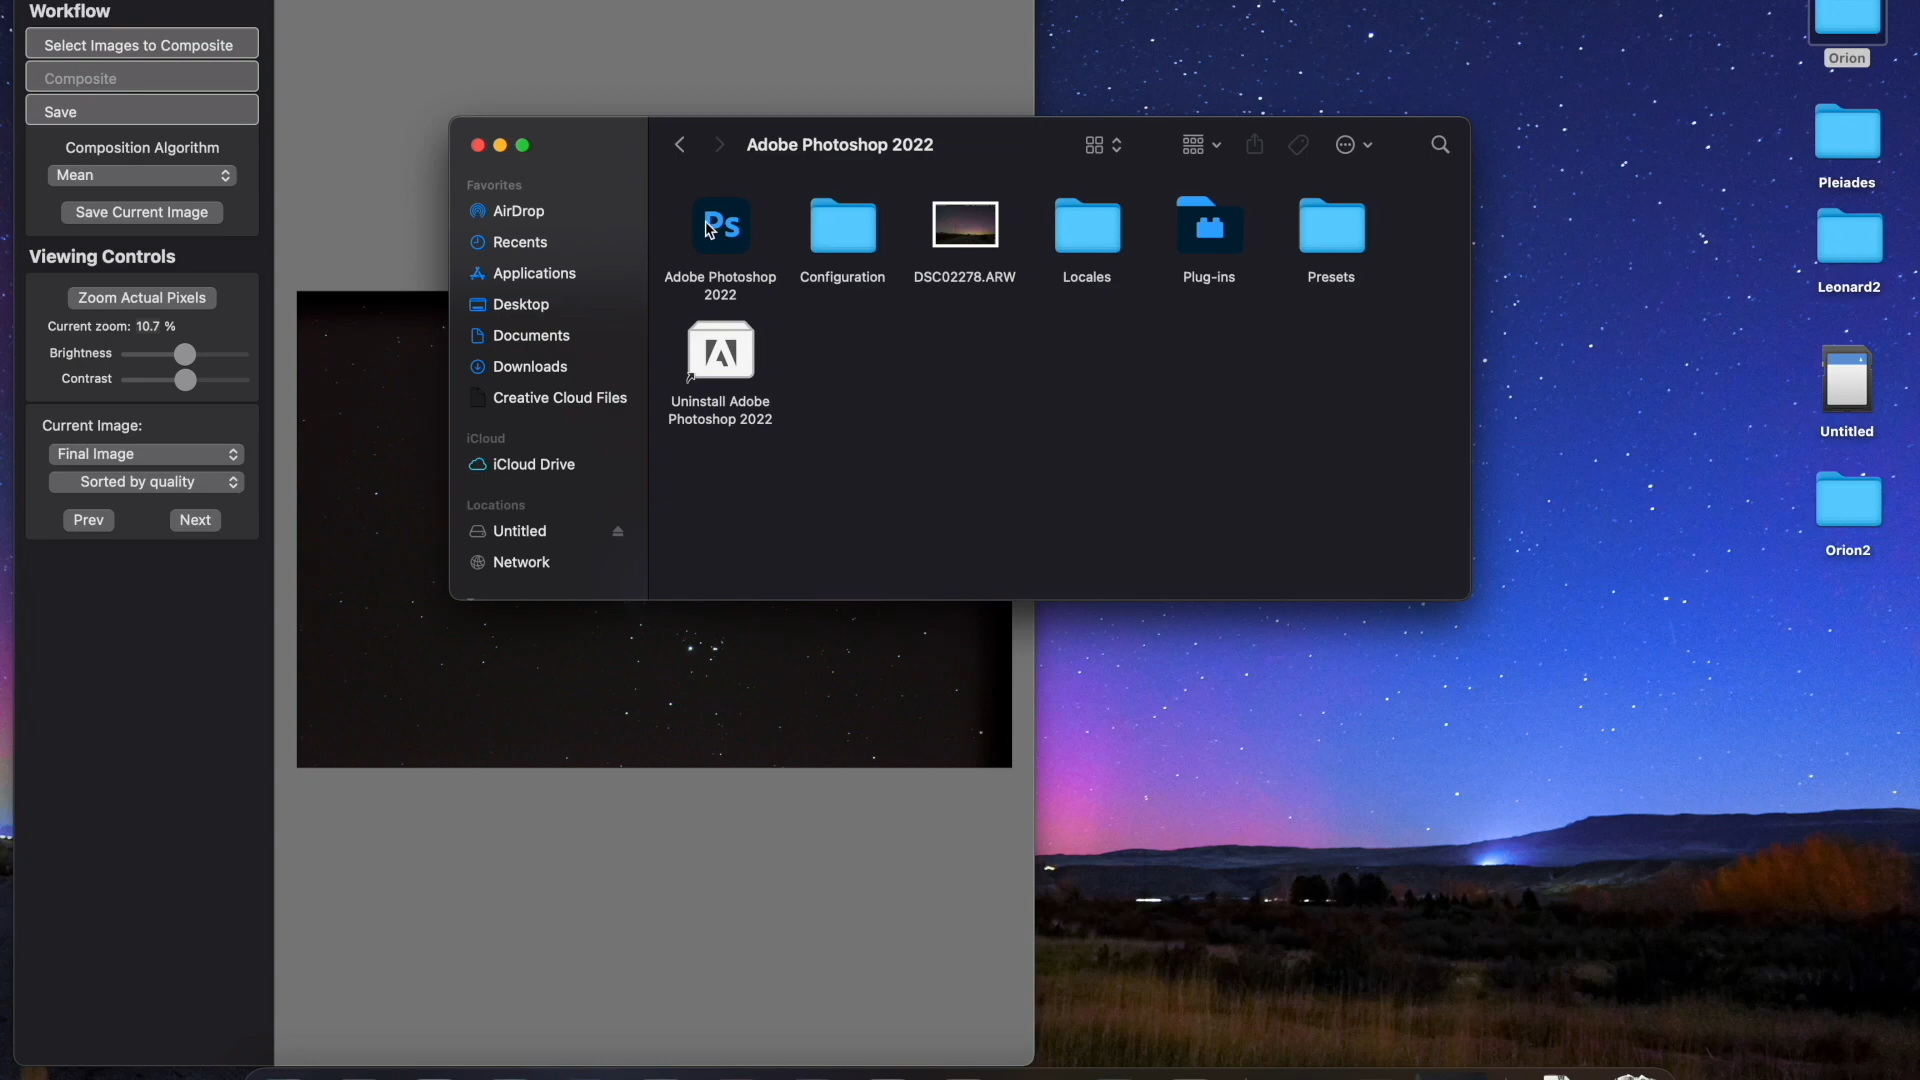 Workflow
Select Images to Composite
Composite
Save
Composition Algorithm
Mean
Save Current Image
Viewing Controls
Zoom Actual Pixels
Current zoom: 10.7 %
Brightness
Contrast
Current Image:
Final Image
Sorted by quality
Prev
Next
Adobe Photoshop 2022
Favorites
AirDrop
Recents
Applications
Desktop
Documents
Downloads
Creative Cloud Files
iCloud
iCloud Drive
Locations
Untitled
Network
Ps
Adobe Photoshop
2022
Configuration
DSC02278.ARW
Locales
Plug-ins
Presets
Uninstall Adobe
Photoshop 2022
Orion
Pleiades
Leonard2
Untitled
Orion2